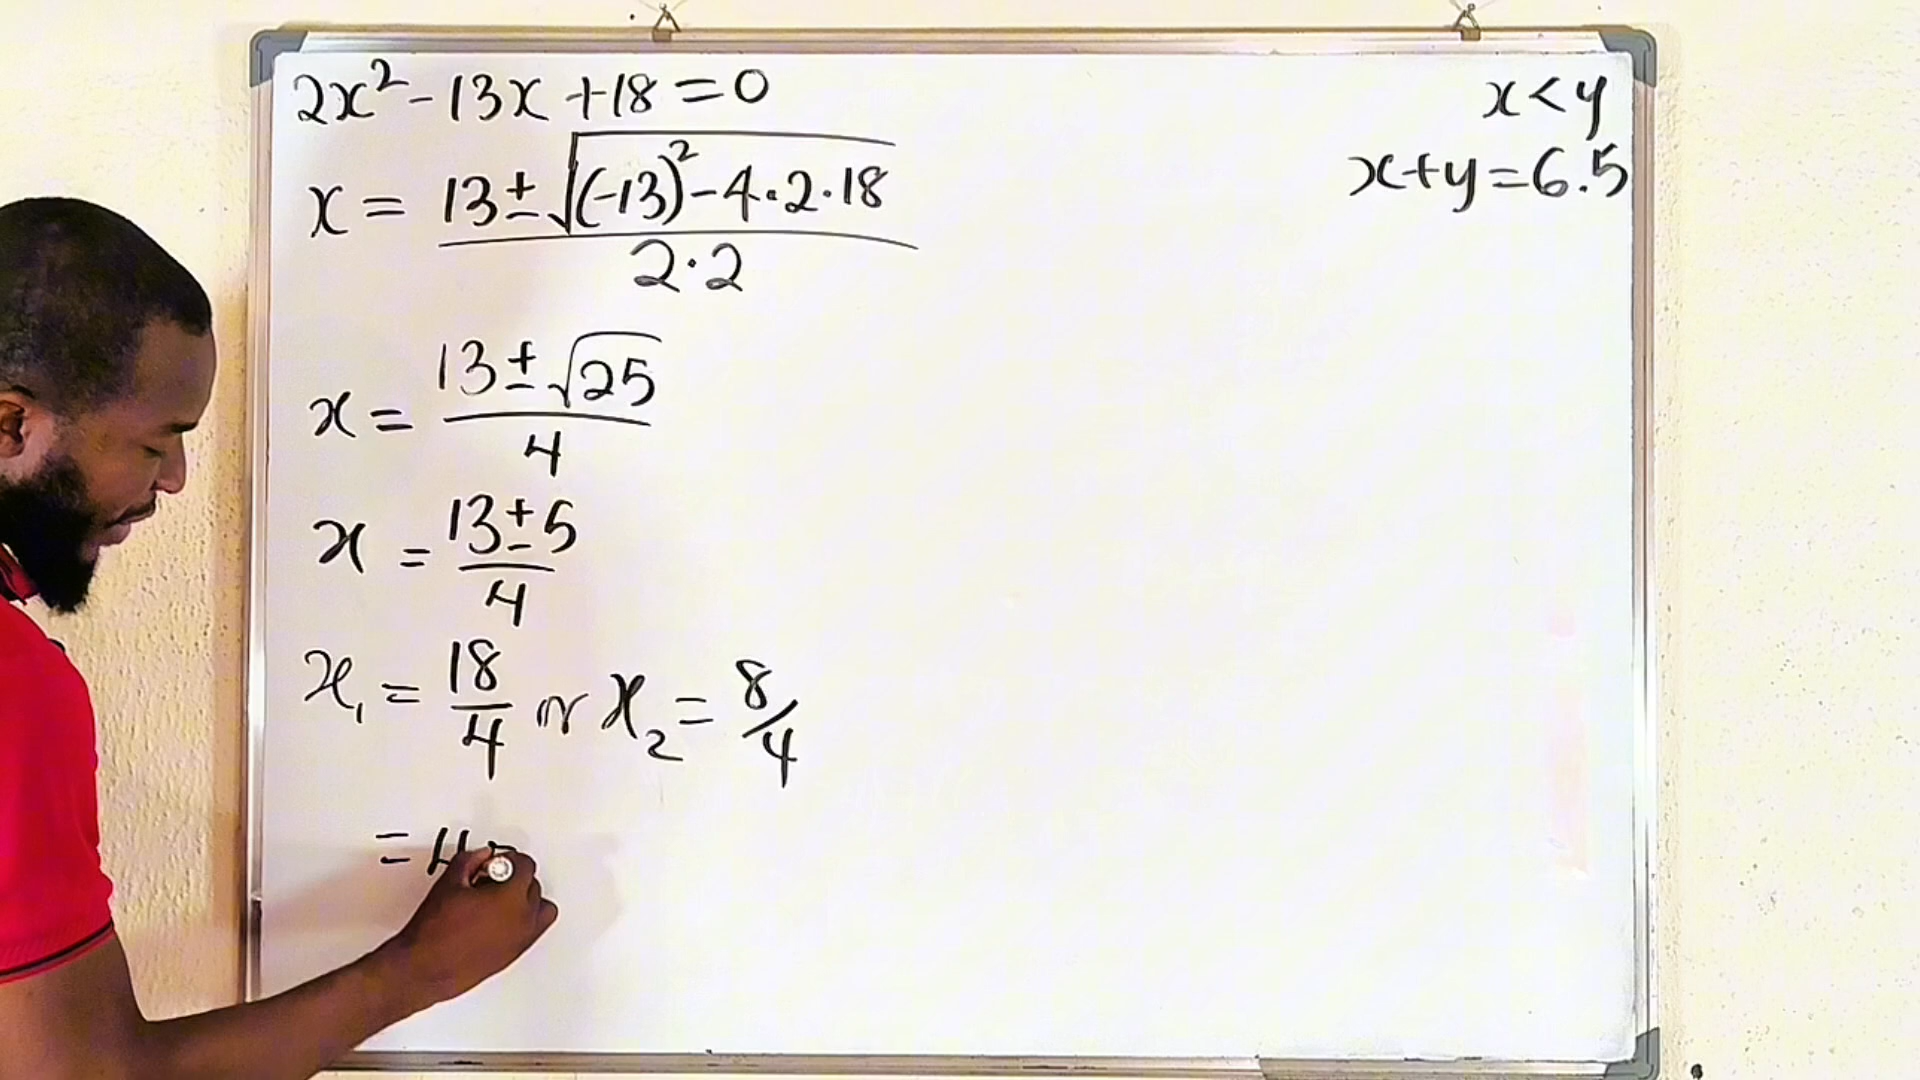 2x² - 13x + 18 = 0
x = (13 ± √((-13)² - 4·2·18)) / (2·2)
x = (13 ± √25) / 4
x = (13 ± 5) / 4
x₁ = 18/4 or x₂ = 8/4
= 4
x < y
x + y = 6.5